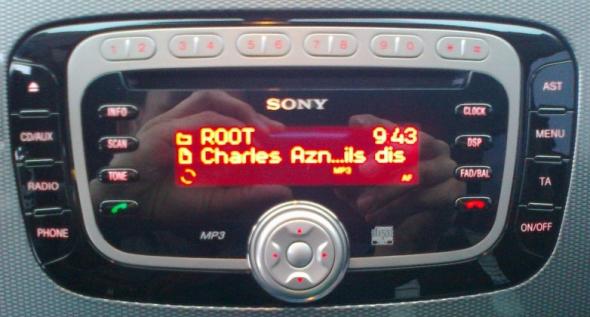 1 2 3 4 5 6 7 8 9 0 * #
SONY
INFO
SCAN
TONE
CLOCK
DSP
FAD/BAL
CD/AUX
RADIO
PHONE
AST
MENU
TA
ON/OFF
ROOT 9:43
Charles Azn...ils dis
MP3 AF
MP3